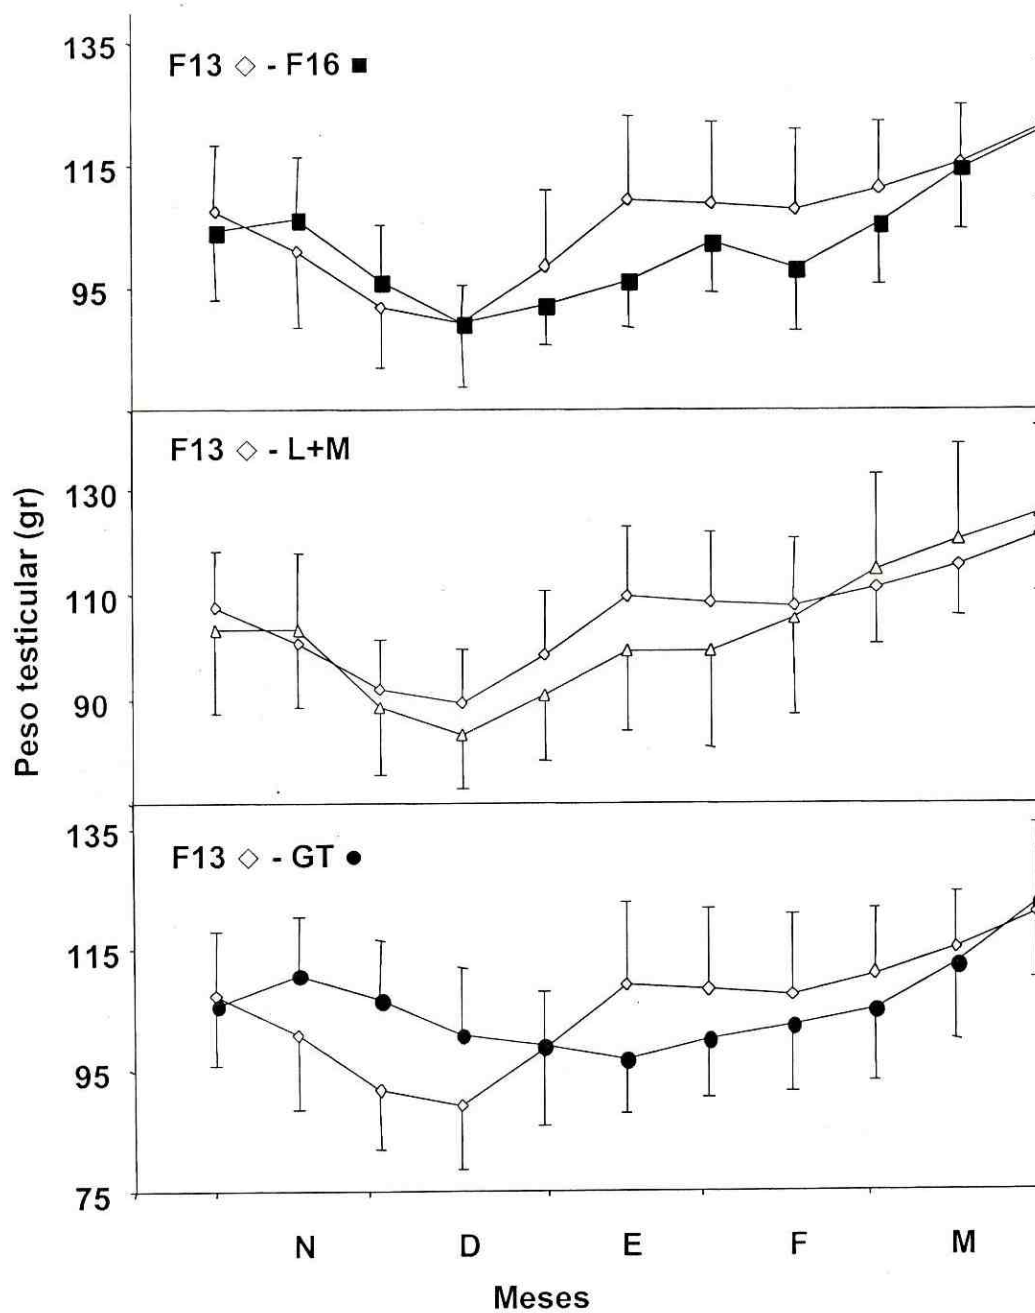 135
F13 ◇ - F16 ■
115
95
F13 ◇ - L+M
130
110
90
Peso testicular (gr)
135
F13 ◇ - GT ●
115
95
75
N D E F M
Meses